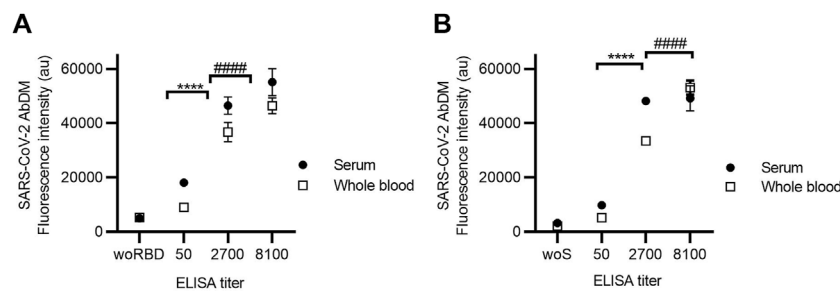 A
SARS-CoV-2 AbDM
Fluorescence intensity (au)
60000
40000
20000
0
****
####
woRBD 50 2700 8100
ELISA titer
Serum
Whole blood
B
SARS-CoV-2 AbDM
Fluorescence intensity (au)
60000
40000
20000
0
****
####
woS 50 2700 8100
ELISA titer
Serum
Whole blood